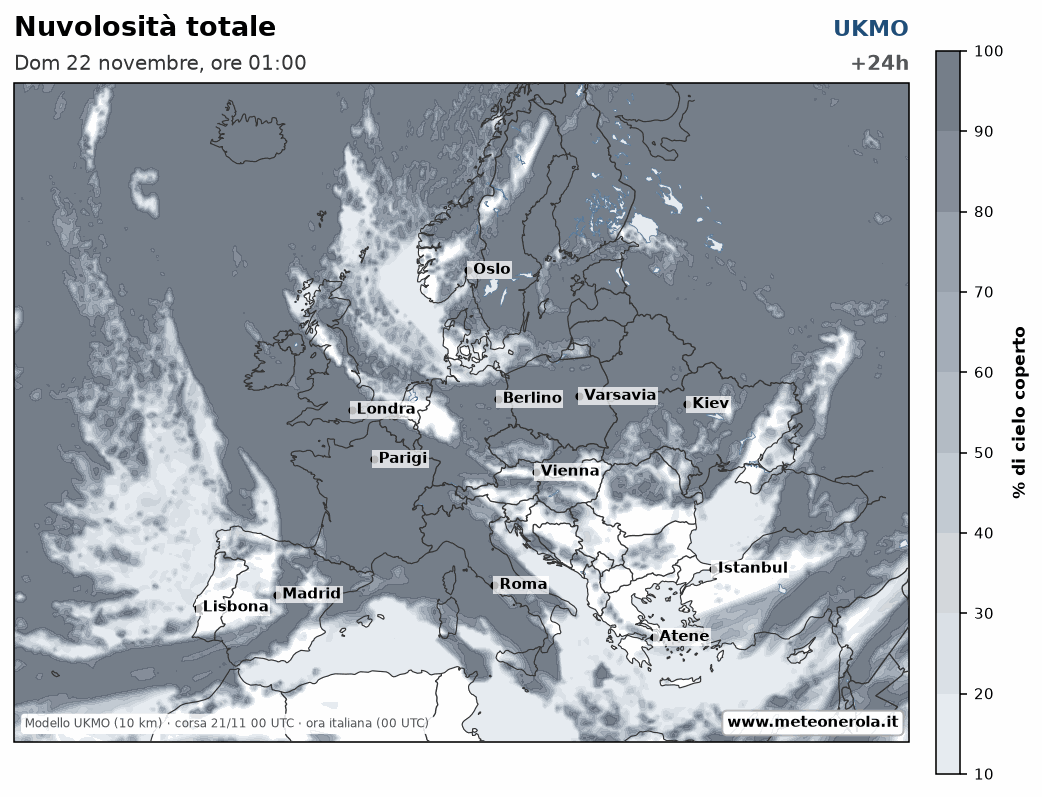 Nuvolosità totale
UKMO
Dom 22 novembre, ore 01:00
+24h
100
90
80
70
60
50
40
30
20
10
% di cielo coperto
Oslo
Londra
Berlino
Varsavia
Kiev
Parigi
Vienna
Istanbul
Roma
Madrid
Lisbona
Atene
Modello UKMO (10 km) · corsa 21/11 00 UTC · ora italiana (00 UTC)
www.meteonerola.it